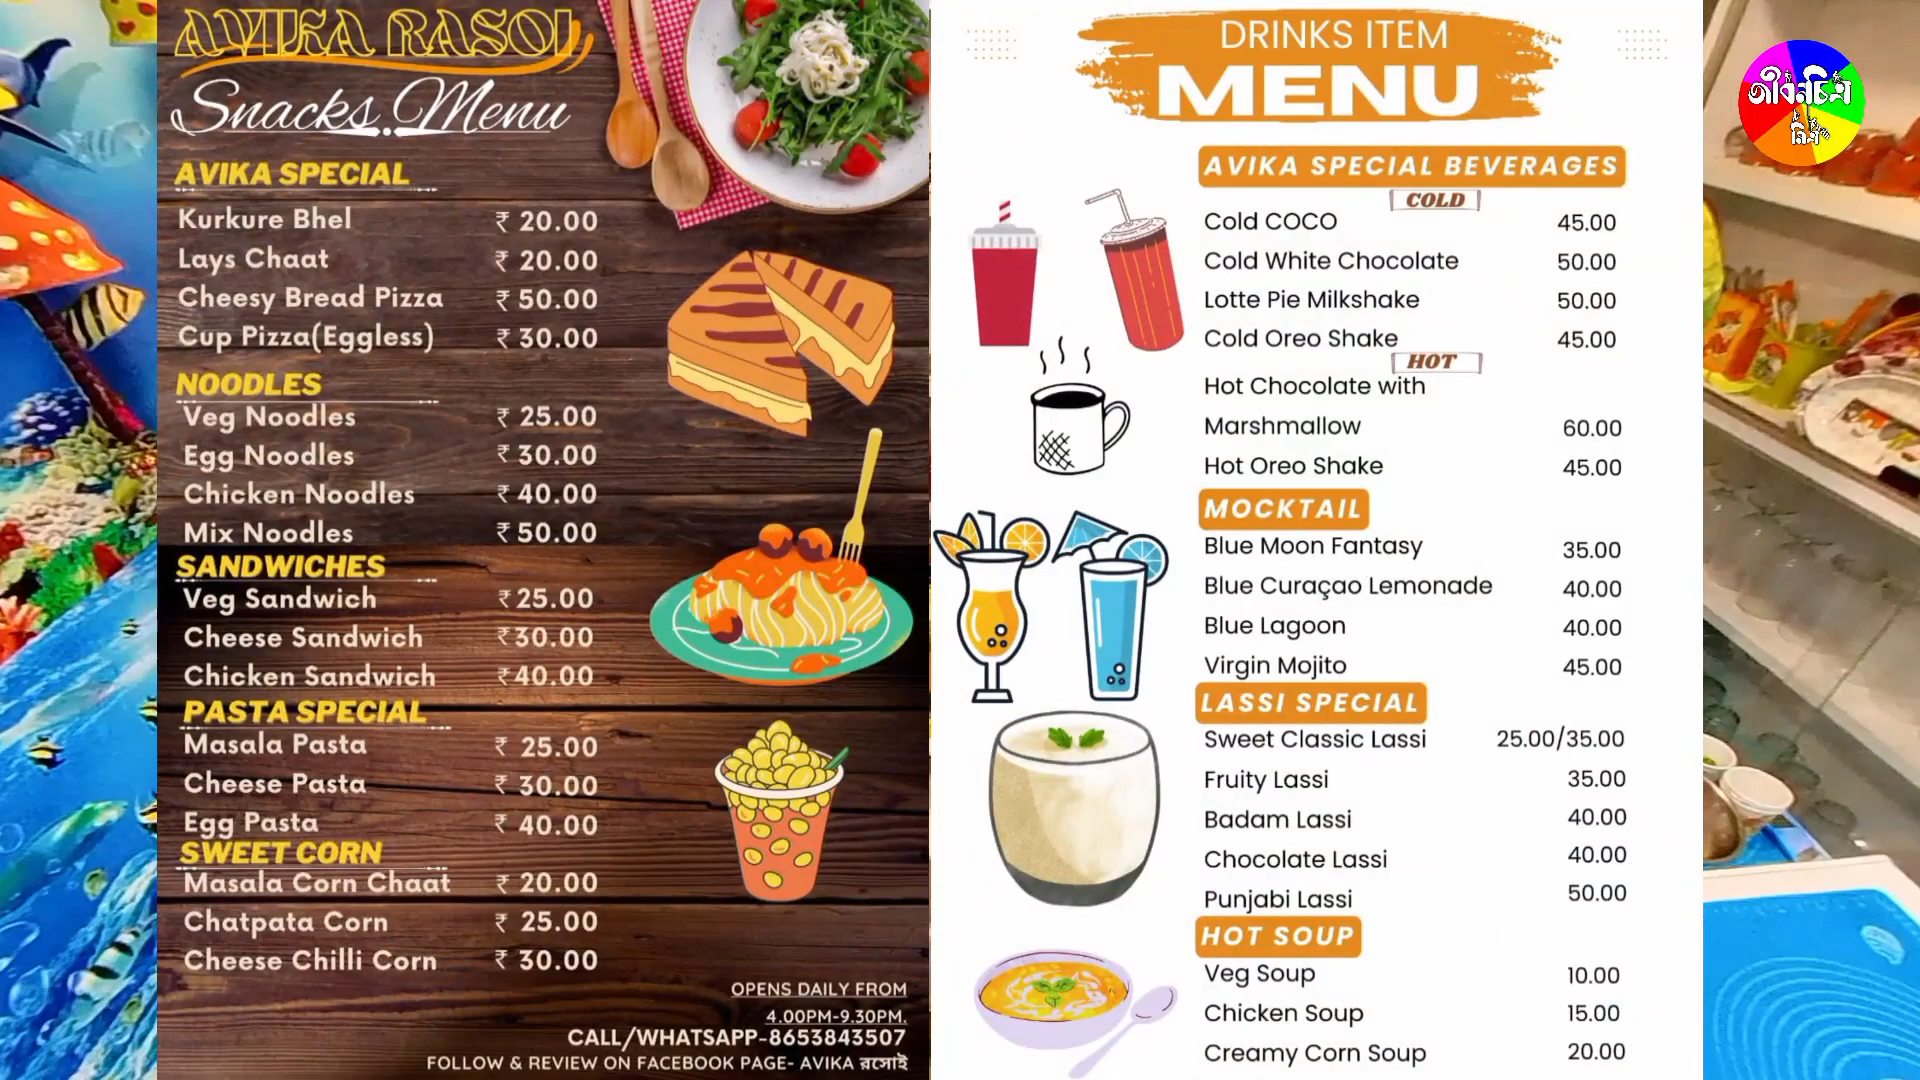 AVIKA RASOI
Snacks Menu
AVIKA SPECIAL
Kurkure Bhel ₹ 20.00
Lays Chaat ₹ 20.00
Cheesy Bread Pizza ₹ 50.00
Cup Pizza(Eggless) ₹ 30.00
NOODLES
Veg Noodles ₹ 25.00
Egg Noodles ₹ 30.00
Chicken Noodles ₹ 40.00
Mix Noodles ₹ 50.00
SANDWICHES
Veg Sandwich ₹ 25.00
Cheese Sandwich ₹ 30.00
Chicken Sandwich ₹ 40.00
PASTA SPECIAL
Masala Pasta ₹ 25.00
Cheese Pasta ₹ 30.00
Egg Pasta ₹ 40.00
SWEET CORN
Masala Corn Chaat ₹ 20.00
Chatpata Corn ₹ 25.00
Cheese Chilli Corn ₹ 30.00
OPENS DAILY FROM
4.00PM-9.30PM.
CALL/WHATSAPP-8653843507
FOLLOW & REVIEW ON FACEBOOK PAGE- AVIKA রসোই
DRINKS ITEM
MENU
AVIKA SPECIAL BEVERAGES
COLD
Cold COCO 45.00
Cold White Chocolate 50.00
Lotte Pie Milkshake 50.00
Cold Oreo Shake 45.00
HOT
Hot Chocolate with
Marshmallow 60.00
Hot Oreo Shake 45.00
MOCKTAIL
Blue Moon Fantasy 35.00
Blue Curaçao Lemonade 40.00
Blue Lagoon 40.00
Virgin Mojito 45.00
LASSI SPECIAL
Sweet Classic Lassi 25.00/35.00
Fruity Lassi 35.00
Badam Lassi 40.00
Chocolate Lassi 40.00
Punjabi Lassi 50.00
HOT SOUP
Veg Soup 10.00
Chicken Soup 15.00
Creamy Corn Soup 20.00
জীবনচিত্র